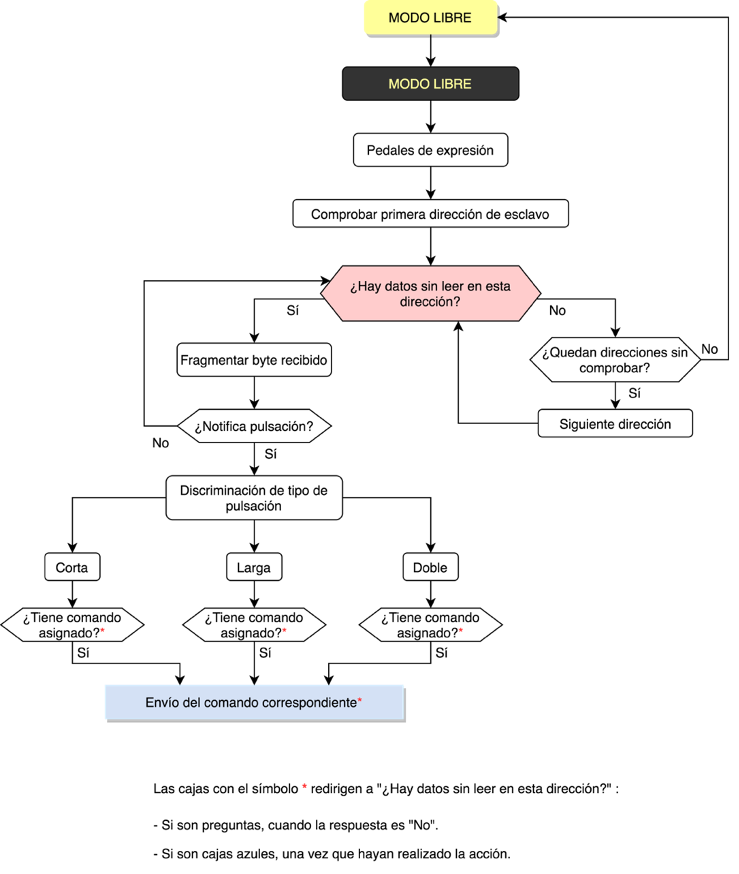 MODO LIBRE
MODO LIBRE
Pedales de expresión
Comprobar primera dirección de esclavo
¿Hay datos sin leer en esta
dirección?
Sí
No
Fragmentar byte recibido
¿Quedan direcciones sin
comprobar?
No
Sí
¿Notifica pulsación?
No
Siguiente dirección
Sí
Discriminación de tipo de
pulsación
Corta
Larga
Doble
¿Tiene comando
asignado?*
¿Tiene comando
asignado?*
¿Tiene comando
asignado?*
Sí
Sí
Sí
Envío del comando correspondiente*
Las cajas con el símbolo * redirigen a "¿Hay datos sin leer en esta dirección?" :
- Si son preguntas, cuando la respuesta es "No".
- Si son cajas azules, una vez que hayan realizado la acción.